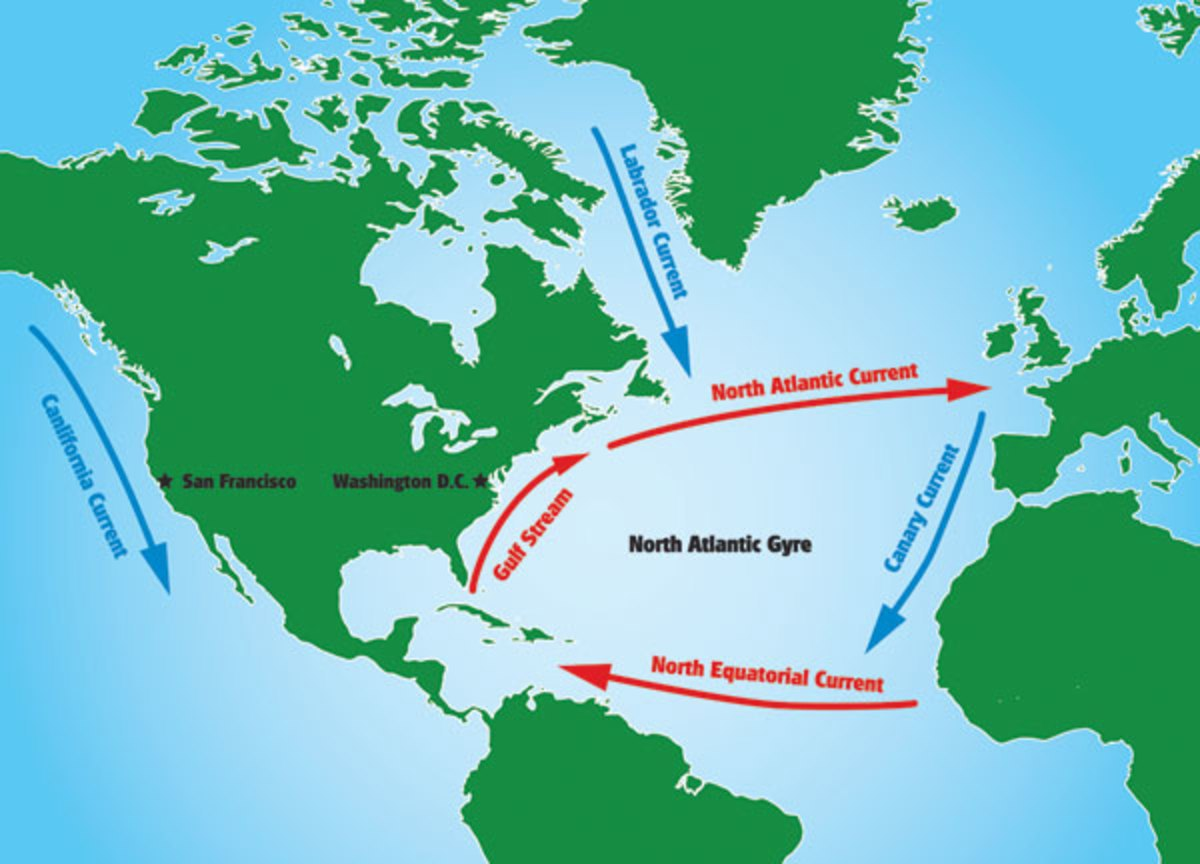 Labrador Current
North Atlantic Current
Canlifornia Current
San Francisco
Washington D.C.
Gulf Stream
Canary Current
North Atlantic Gyre
North Equatorial Current